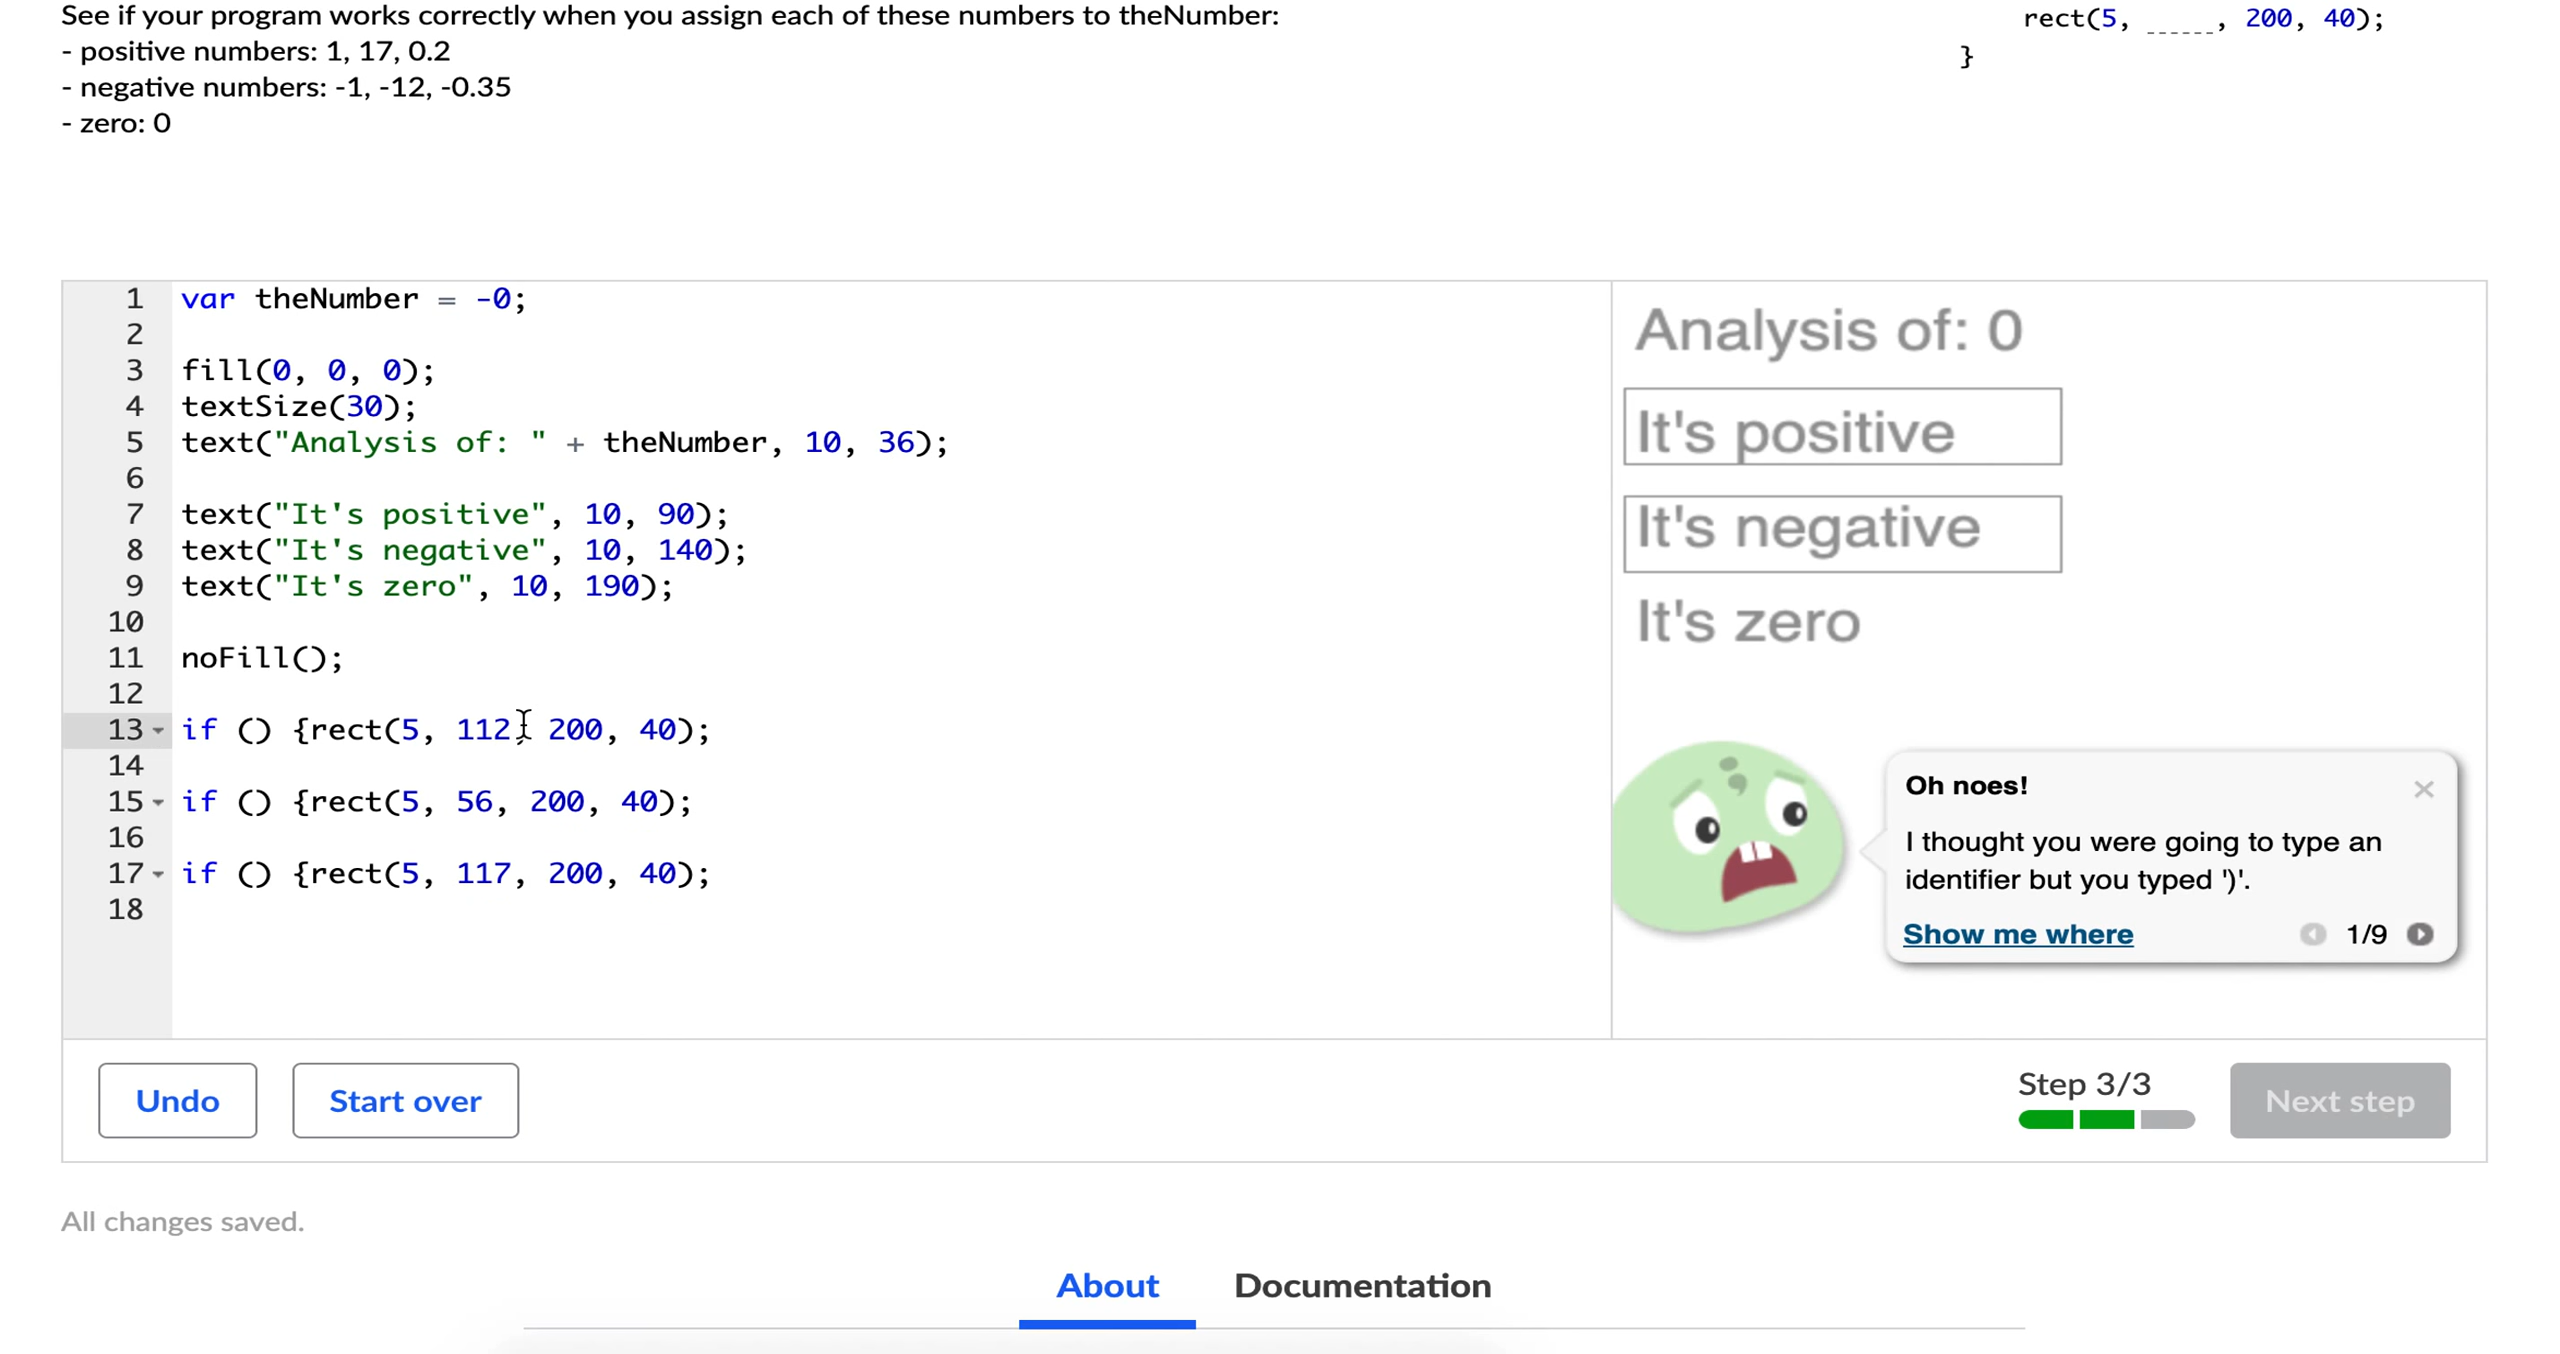 See if your program works correctly when you assign each of these numbers to theNumber:
- positive numbers: 1, 17, 0.2
- negative numbers: -1, -12, -0.35
- zero: 0
rect(5, ______, 200, 40);
}
1 var theNumber = -0;
2
3 fill(0, 0, 0);
4 textSize(30);
5 text("Analysis of: " + theNumber, 10, 36);
6
7 text("It's positive", 10, 90);
8 text("It's negative", 10, 140);
9 text("It's zero", 10, 190);
10
11 noFill();
12
13 if () {rect(5, 112, 200, 40);
14
15 if () {rect(5, 56, 200, 40);
16
17 if () {rect(5, 117, 200, 40);
18
Analysis of: 0
It's positive
It's negative
It's zero
Oh noes!
I thought you were going to type an
identifier but you typed ')'.
Show me where 1/9
Undo
Start over
Step 3/3
Next step
All changes saved.
About
Documentation